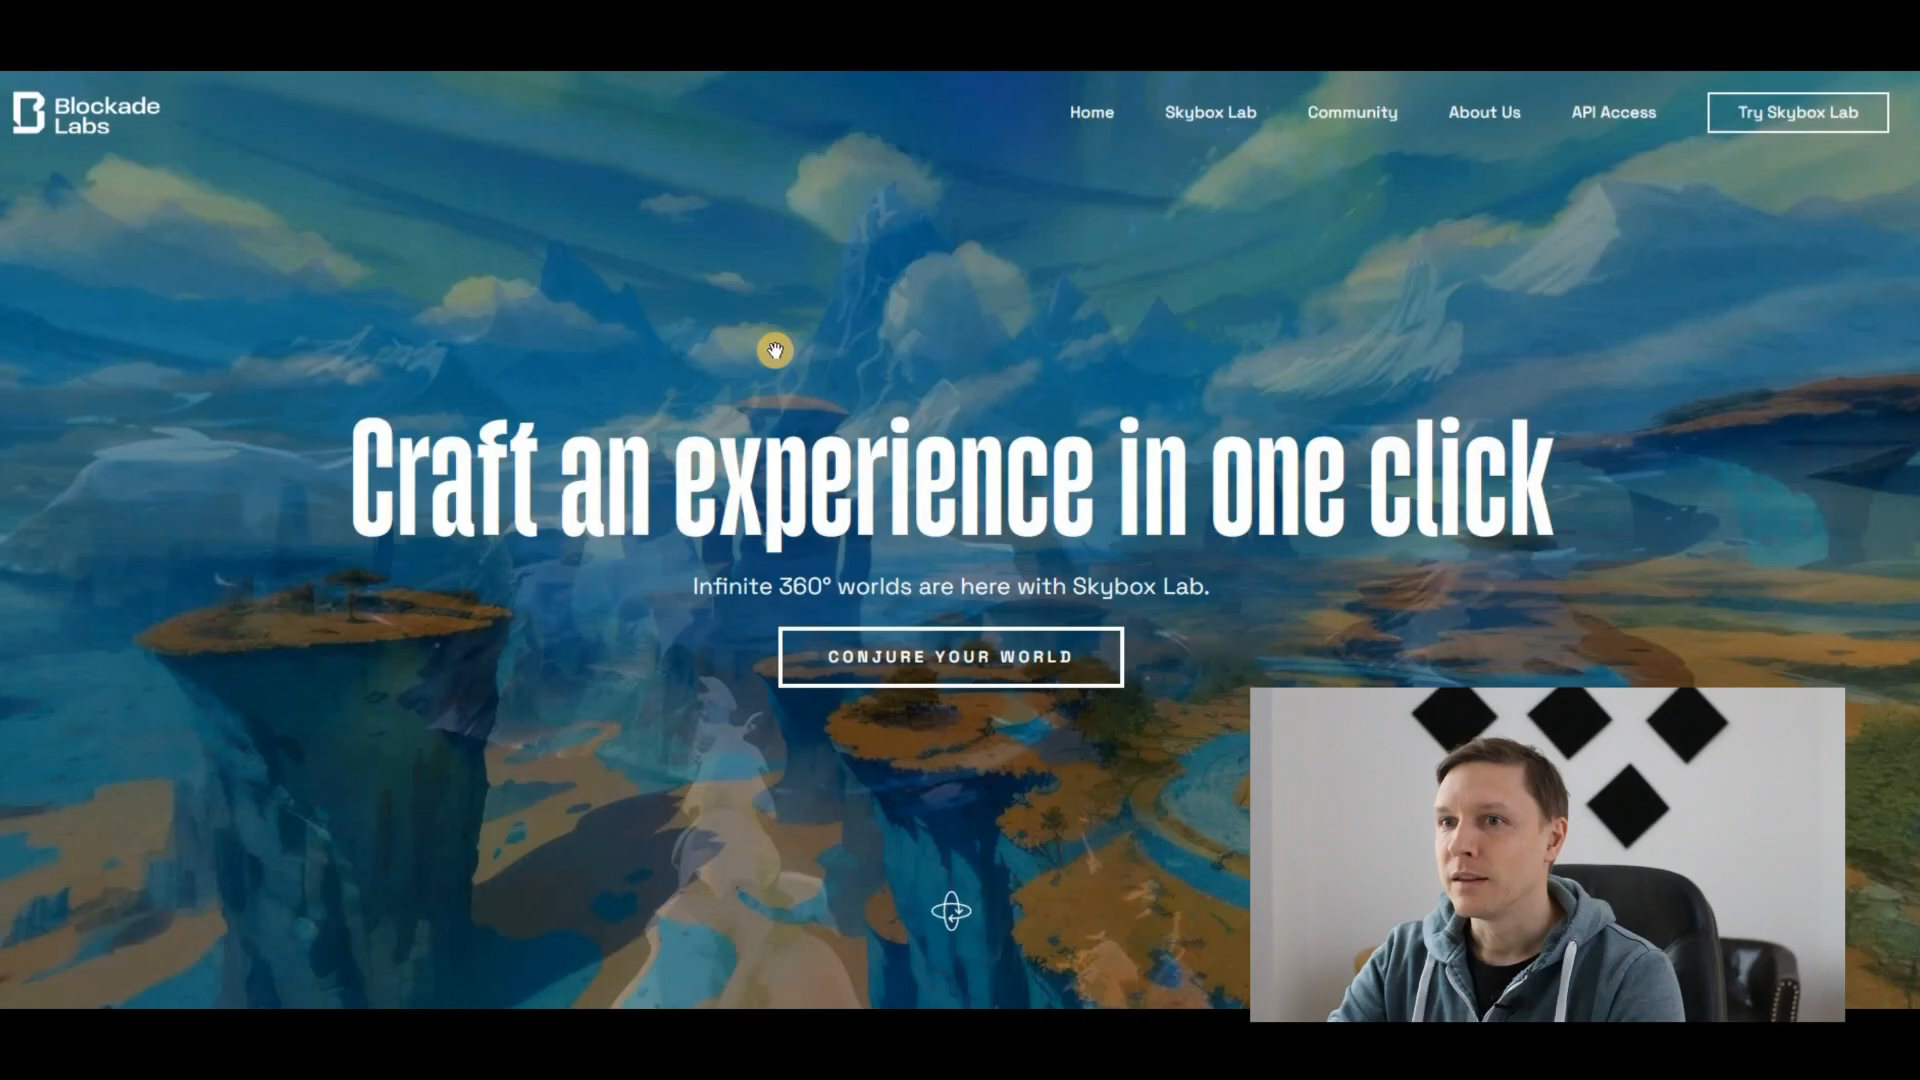 Blockade
Labs
Home
Skybox Lab
Community
About Us
API Access
Try Skybox Lab
Craft an experience in one click
Infinite 360° worlds are here with Skybox Lab.
CONJURE YOUR WORLD